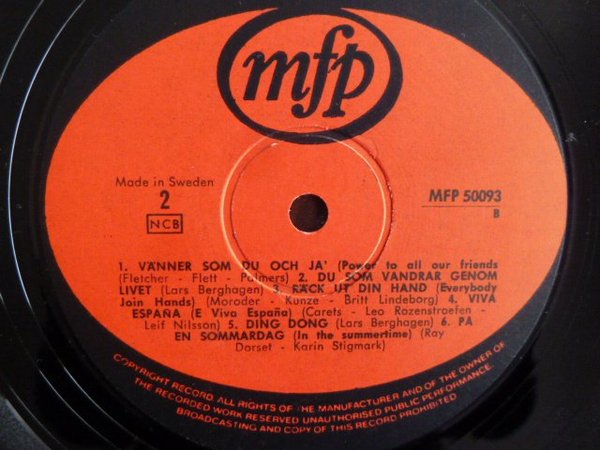 mfp
Made in Sweden
2
NCB
MFP 50093
B
1. VÄNNER SOM DU OCH JA' (Power to all our friends
(Fletcher - Flett - Palmers) 2. DU SOM VANDRAR GENOM
LIVET (Lars Berghagen) 3. RÄCK UT DIN HAND (Everybody
Join Hands) (Moroder - Kunze - Britt Lindeborg) 4. VIVA
ESPAÑA (E Viva España) (Carets - Leo Rozenstroefen -
Leif Nilsson) 5. DING DONG (Lars Berghagen) 6. PÅ
EN SOMMARDAG (In the summertime) (Ray
Dorset - Karin Stigmark)
COPYRIGHT RECORD. ALL RIGHTS OF THE MANUFACTURER AND OF THE OWNER OF
THE RECORDED WORK RESERVED UNAUTHORISED PUBLIC PERFORMANCE.
BROADCASTING AND COPY OF THIS RECORD PROHIBITED